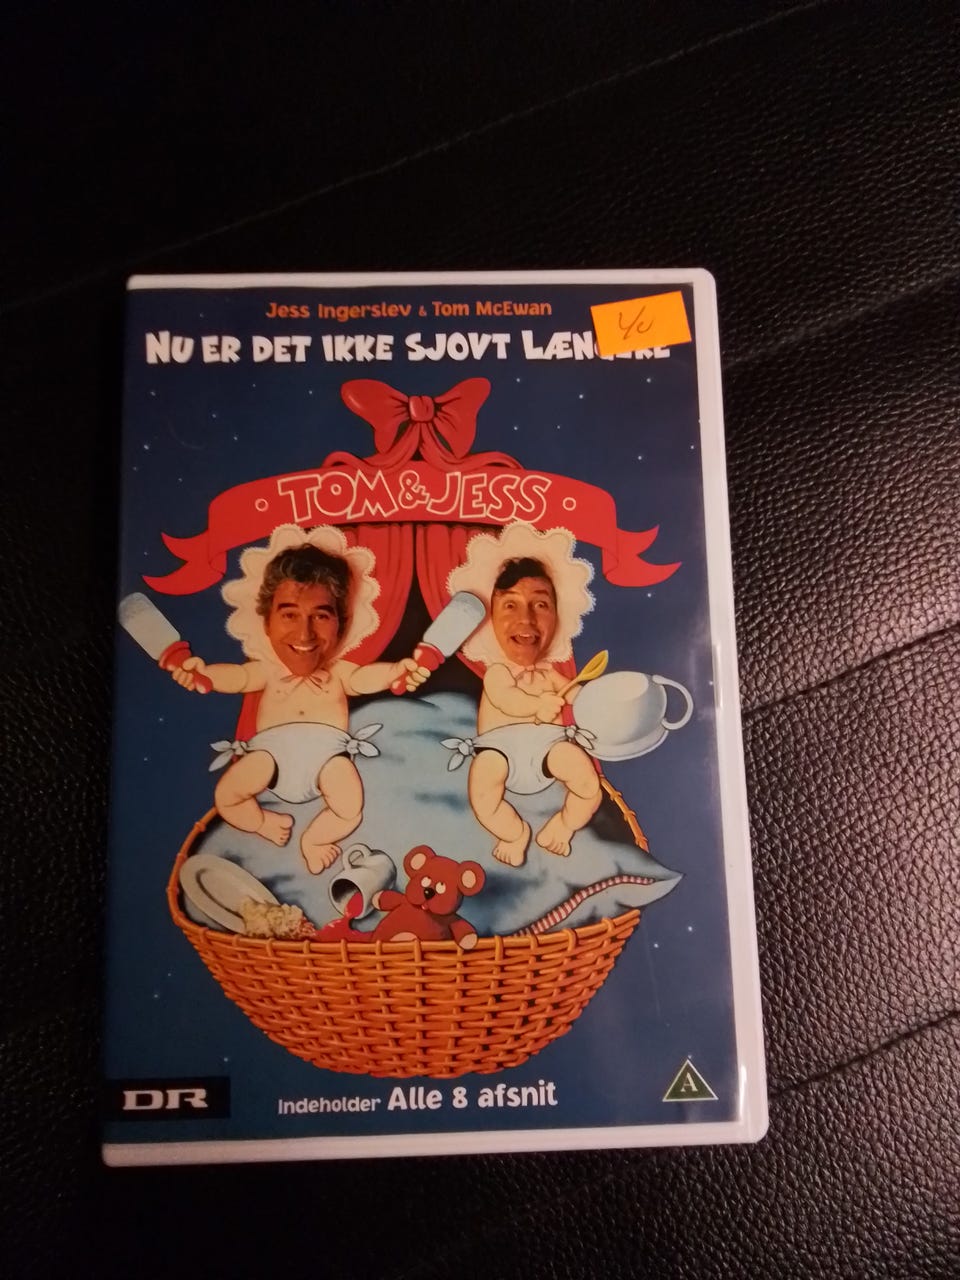 Jess Ingerslev & Tom McEwan
NU ER DET IKKE SJOVT LÆNGERE
TOM & JESS
DR
Indeholder Alle 8 afsnit
A